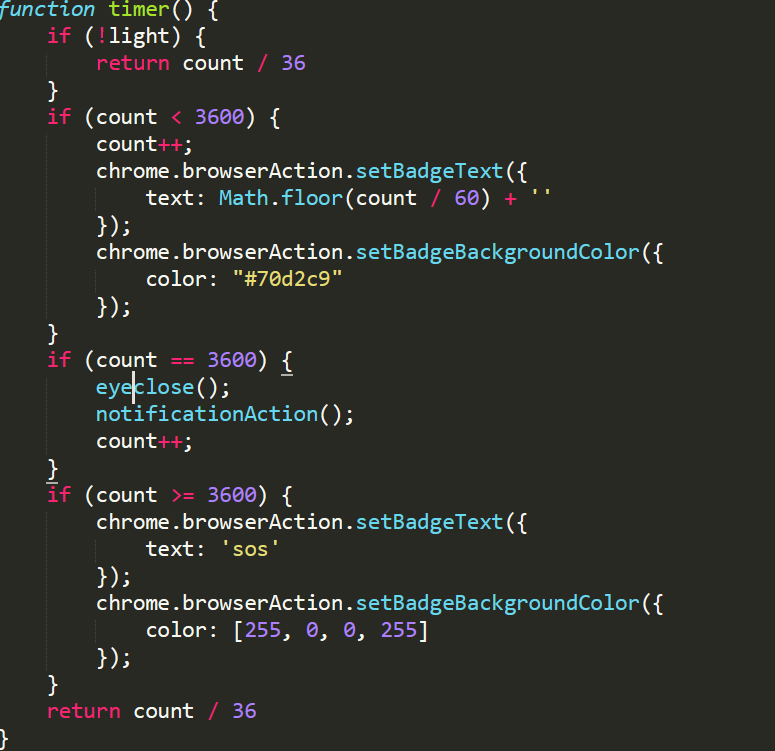 function timer() {
    if (!light) {
        return count / 36
    }
    if (count < 3600) {
        count++;
        chrome.browserAction.setBadgeText({
            text: Math.floor(count / 60) + ''
        });
        chrome.browserAction.setBadgeBackgroundColor({
            color: "#70d2c9"
        });
    }
    if (count == 3600) {
        eyeclose();
        notificationAction();
        count++;
    }
    if (count >= 3600) {
        chrome.browserAction.setBadgeText({
            text: 'sos'
        });
        chrome.browserAction.setBadgeBackgroundColor({
            color: [255, 0, 0, 255]
        });
    }
    return count / 36
}